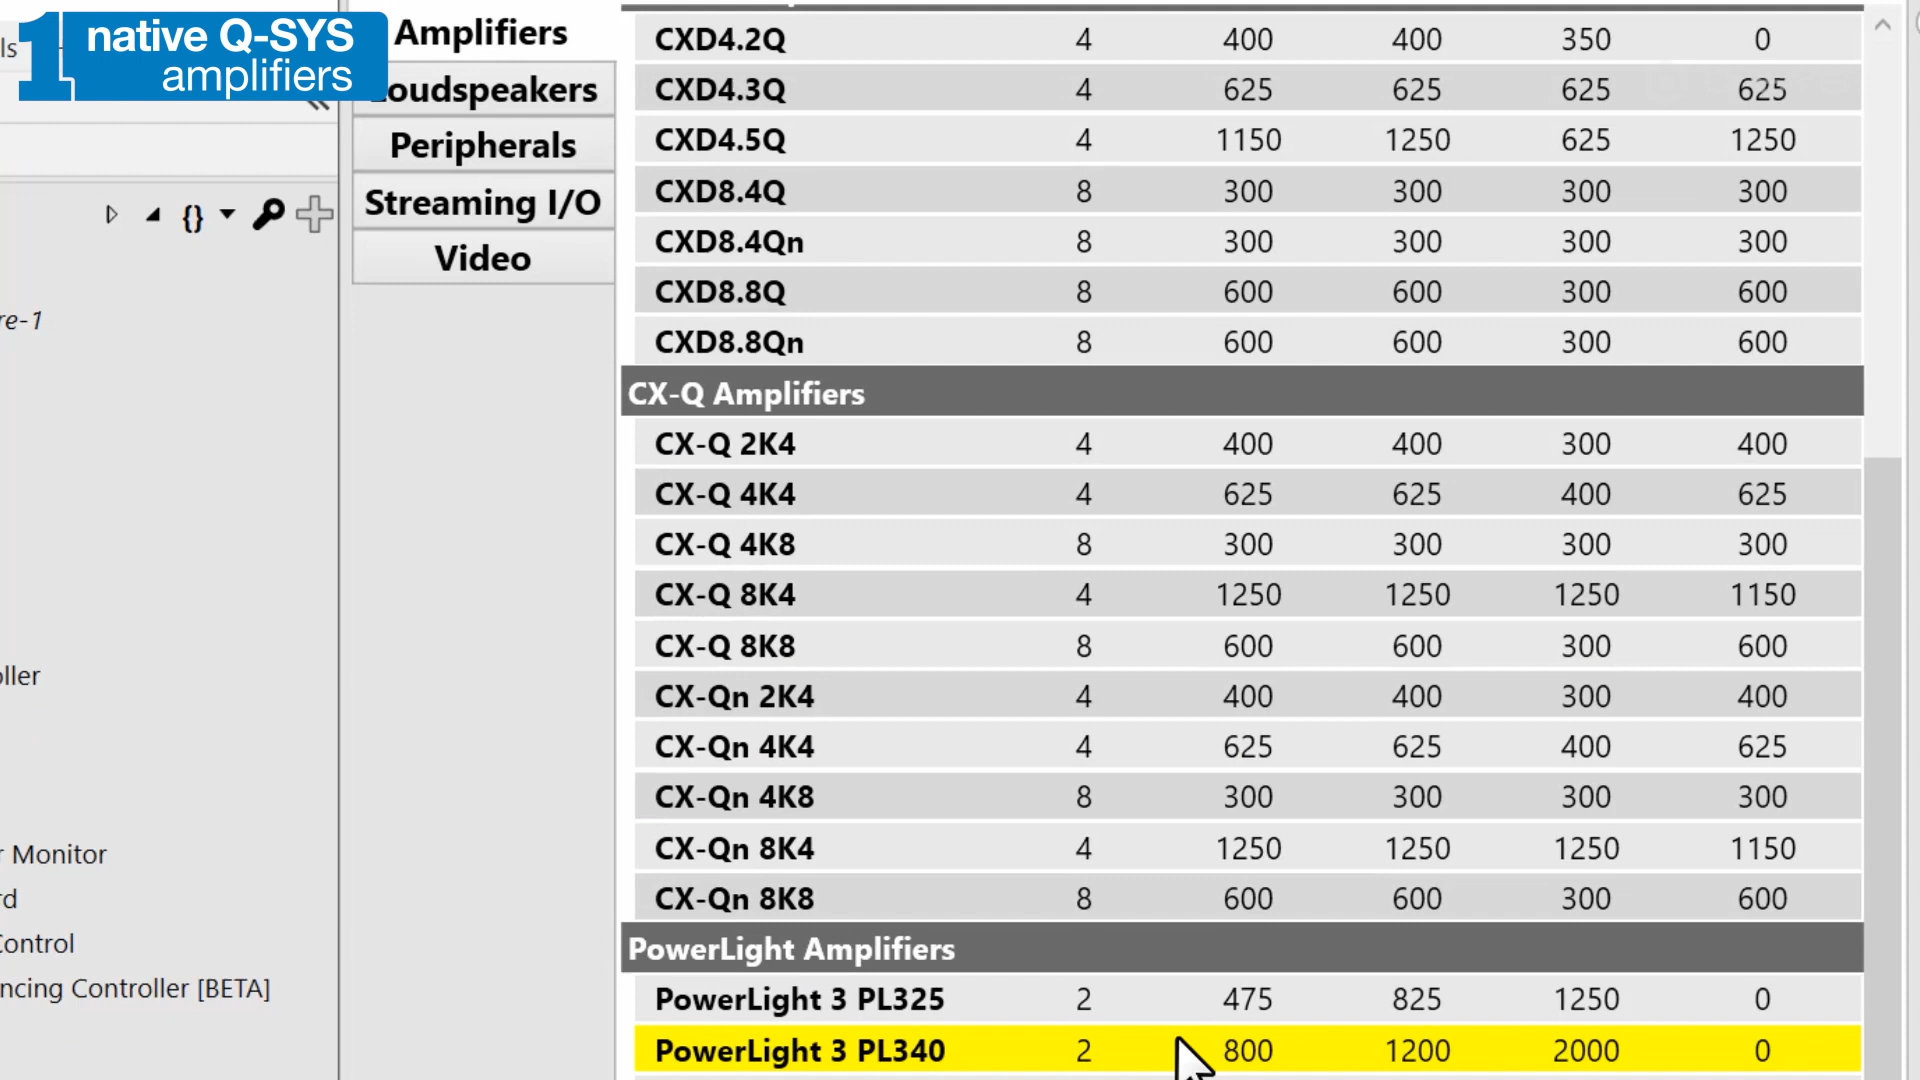 ls
1 native Q-SYS
amplifiers
{}
re-1
oller
r Monitor
rd
Control
ncing Controller [BETA]
Amplifiers
Loudspeakers
Peripherals
Streaming I/O
Video
CXD4.2Q 4 400 400 350 0
CXD4.3Q 4 625 625 625 625
CXD4.5Q 4 1150 1250 625 1250
CXD8.4Q 8 300 300 300 300
CXD8.4Qn 8 300 300 300 300
CXD8.8Q 8 600 600 300 600
CXD8.8Qn 8 600 600 300 600
CX-Q Amplifiers
CX-Q 2K4 4 400 400 300 400
CX-Q 4K4 4 625 625 400 625
CX-Q 4K8 8 300 300 300 300
CX-Q 8K4 4 1250 1250 1250 1150
CX-Q 8K8 8 600 600 300 600
CX-Qn 2K4 4 400 400 300 400
CX-Qn 4K4 4 625 625 400 625
CX-Qn 4K8 8 300 300 300 300
CX-Qn 8K4 4 1250 1250 1250 1150
CX-Qn 8K8 8 600 600 300 600
PowerLight Amplifiers
PowerLight 3 PL325 2 475 825 1250 0
PowerLight 3 PL340 2 800 1200 2000 0